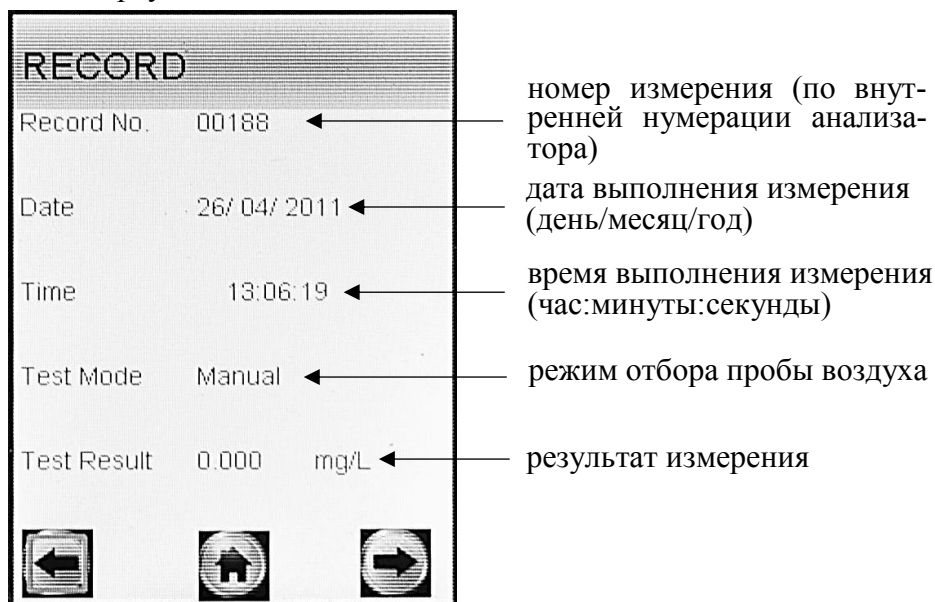 RECORD
номер измерения (по внут-
Record No. 00188
ренней нумерации анализа-
тора)
дата выполнения измерения
Date 26/ 04/ 2011
(день/месяц/год)
время выполнения измерения
Time 13:06:19
(час:минуты:секунды)
Test Mode Manual
режим отбора пробы воздуха
Test Result 0.000 mg/L
результат измерения